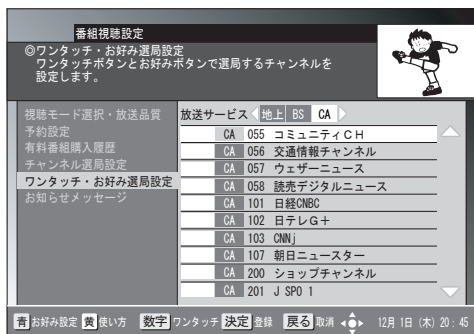 番組視聴設定
◎ワンタッチ・お好み選局設定
ワンタッチボタンとお好みボタンで選局するチャンネルを
設定します。
視聴モード選択・放送品質
予約設定
有料番組購入履歴
チャンネル選局設定
ワンタッチ・お好み選局設定
お知らせメッセージ
放送サービス 地上 BS CA
CA 055 コミュニティCH
CA 056 交通情報チャンネル
CA 057 ウェザーニュース
CA 058 読売デジタルニュース
CA 101 日経CNBC
CA 102 日テレG+
CA 103 CNNj
CA 107 朝日ニュースター
CA 200 ショップチャンネル
CA 201 J SPO 1
青 お好み設定 黄 使い方 数字 ワンタッチ 決定 登録 戻る 取消 12月 1日 (木) 20:45